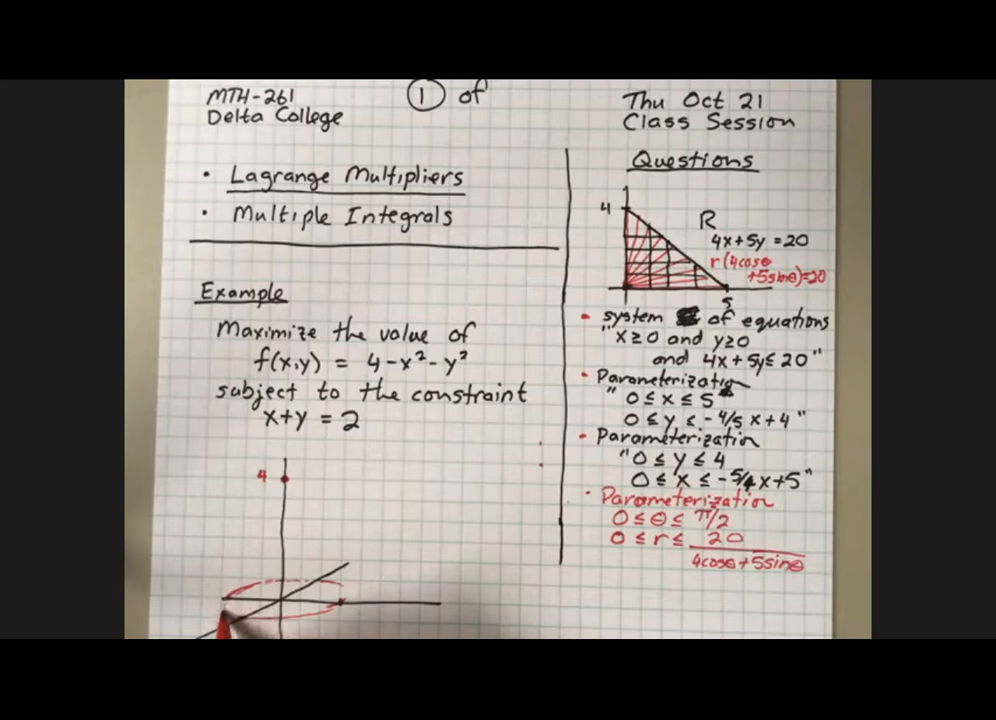 MTH-261
Delta College
1 of
Thu Oct 21
Class Session
• Lagrange Multipliers
• Multiple Integrals
Example
Maximize the value of
f(x,y) = 4-x²-y²
subject to the constraint
x+y = 2
4
Questions
4
R
4x+5y = 20
r(4cosθ
+5sinθ)=20
5
• system of equations
"x≥0 and y≥0
and 4x+5y≤20"
• Parameterization
"0≤x≤5
0≤y≤-4/5x+4"
• Parameterization
"0≤y≤4
0≤x≤-5/4x+5"
• Parameterization
0≤θ≤π/2
0≤r≤ 20
4cosθ+5sinθ